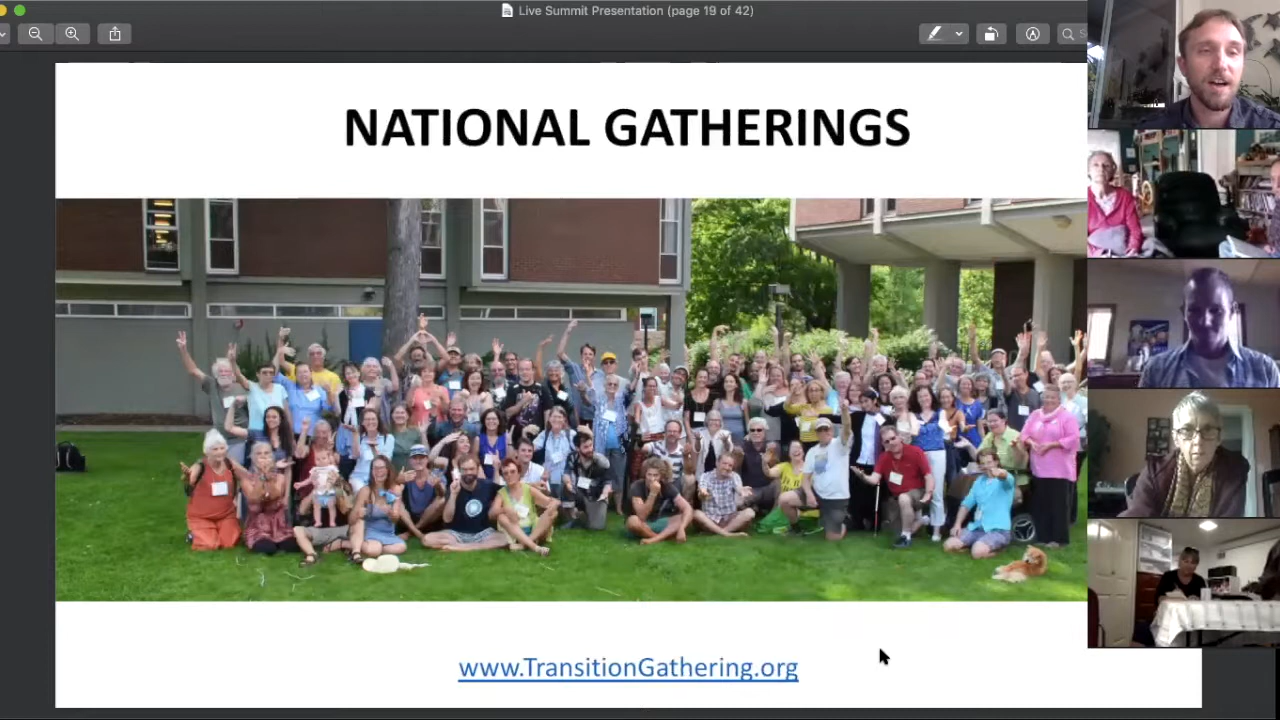 Live Summit Presentation (page 19 of 42)
NATIONAL GATHERINGS
www.TransitionGathering.org